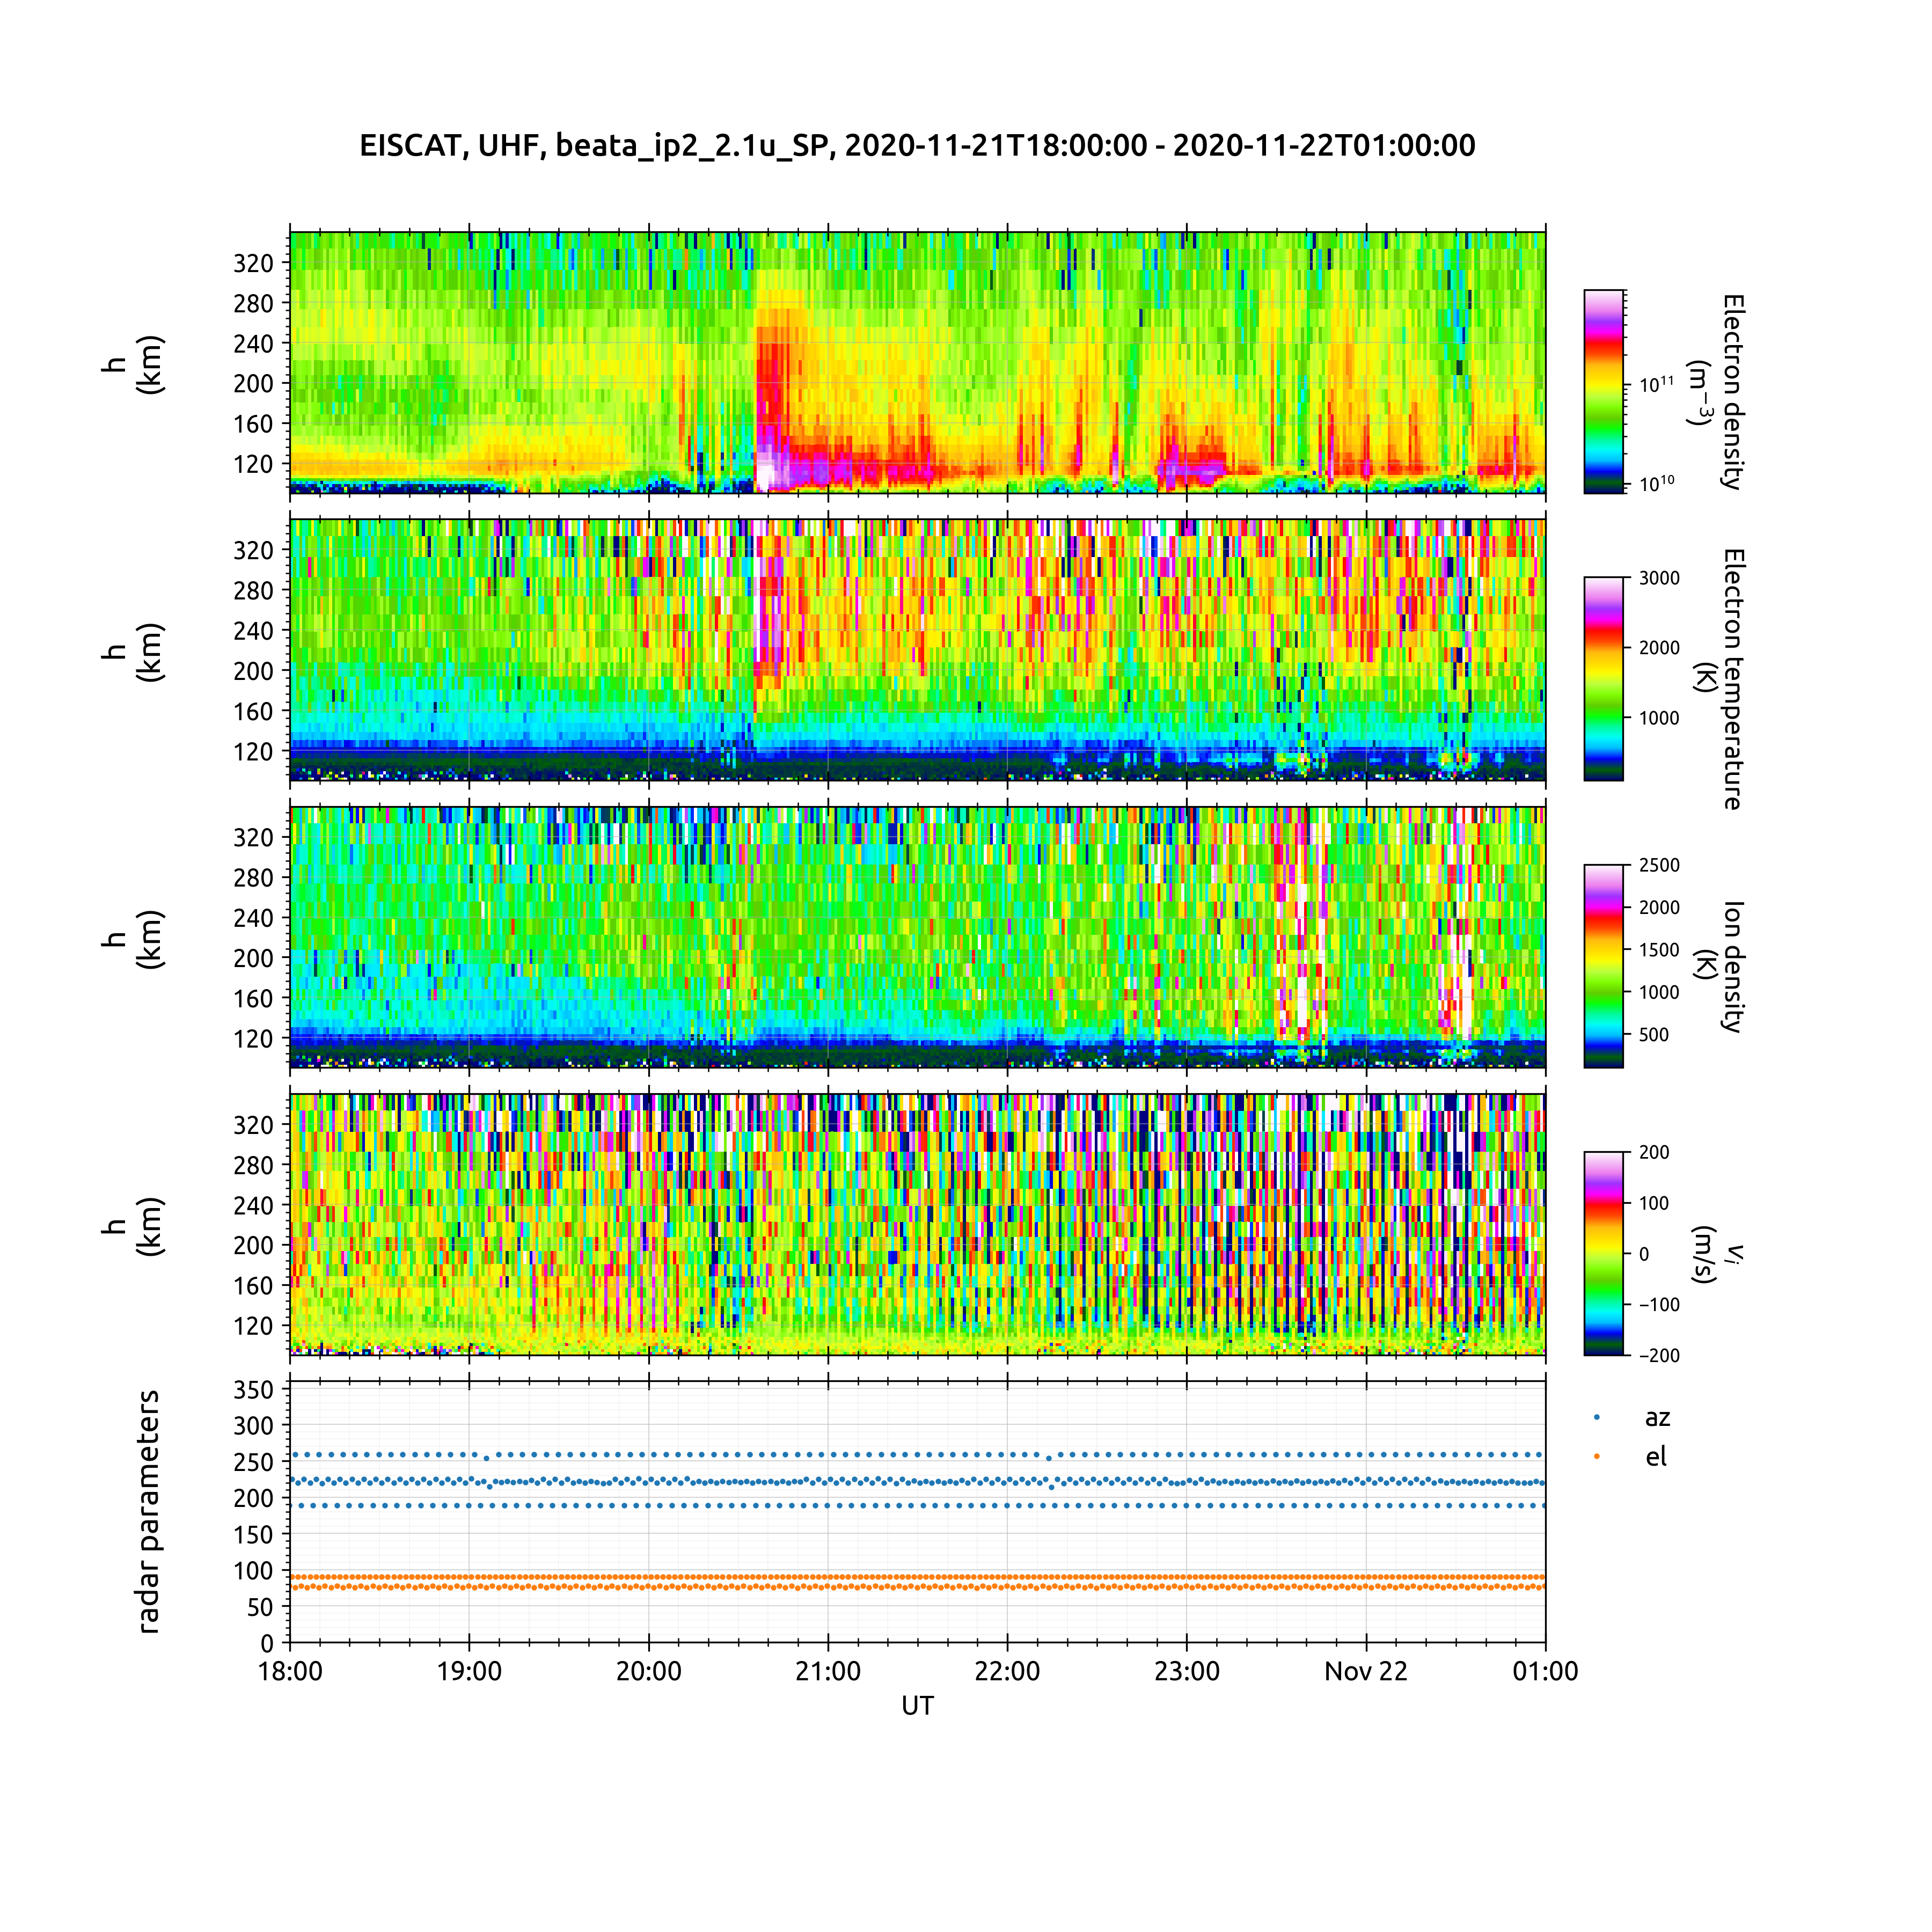 EISCAT, UHF, beata_ip2_2.1u_SP, 2020-11-21T18:00:00 - 2020-11-22T01:00:00
h
(km)
320
280
240
200
160
120
10¹¹
10¹⁰
Electron density
(m⁻³)
h
(km)
320
280
240
200
160
120
3000
2000
1000
Electron temperature
(K)
h
(km)
320
280
240
200
160
120
2500
2000
1500
1000
500
Ion density
(K)
h
(km)
320
280
240
200
160
120
200
100
0
−100
−200
vᵢ
(m/s)
radar parameters
350
300
250
200
150
100
50
0
az
el
18:00 19:00 20:00 21:00 22:00 23:00 Nov 22 01:00
UT